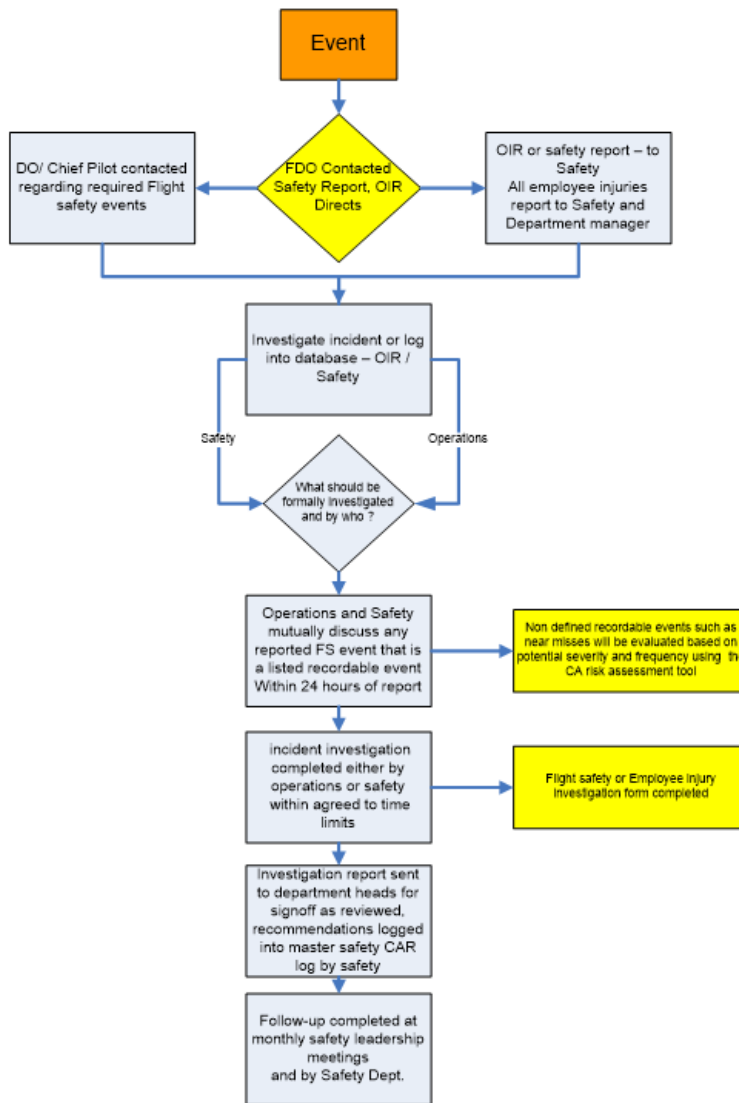 Event
FDO Contacted
Safety Report, OIR
Directs
DO/ Chief Pilot contacted
regarding required Flight
safety events
OIR or safety report – to
Safety
All employee injuries
report to Safety and
Department manager
Investigate incident or log
into database – OIR /
Safety
Safety
Operations
What should be
formally investigated
and by who ?
Operations and Safety
mutually discuss any
reported FS event that is
a listed recordable event
Within 24 hours of report
Non defined recordable events such as
near misses will be evaluated based on
potential severity and frequency using the
CA risk assessment tool
incident investigation
completed either by
operations or safety
within agreed to time
limits
Flight safety or Employee Injury
Investigation form completed
Investigation report sent
to department heads for
signoff as reviewed,
recommendations logged
into master safety CAR
log by safety
Follow-up completed at
monthly safety leadership
meetings
and by Safety Dept.